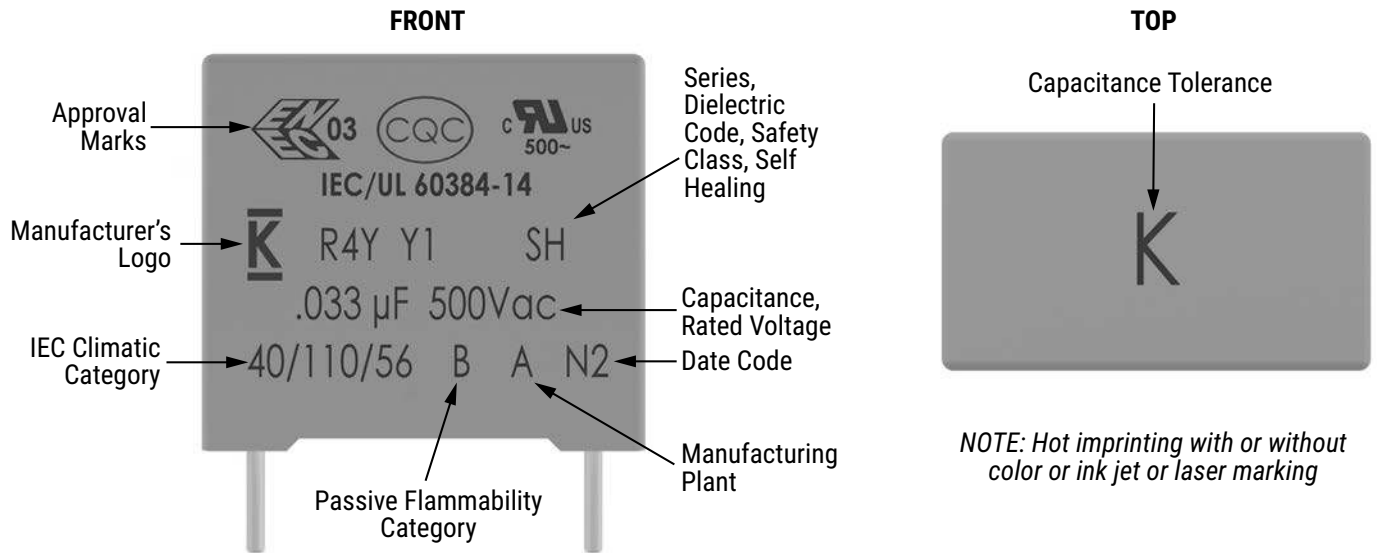 FRONT
TOP
Approval
Marks
EN
EC
03
CQC
C
RU
US
500~
IEC/UL 60384-14
Series,
Dielectric
Code, Safety
Class, Self
Healing
Manufacturer's
Logo
K
R4Y Y1 SH
.033 µF 500Vac
Capacitance,
Rated Voltage
IEC Climatic
Category
40/110/56 B A N2
Date Code
Manufacturing
Plant
Passive Flammability
Category
Capacitance Tolerance
K
NOTE: Hot imprinting with or without
color or ink jet or laser marking